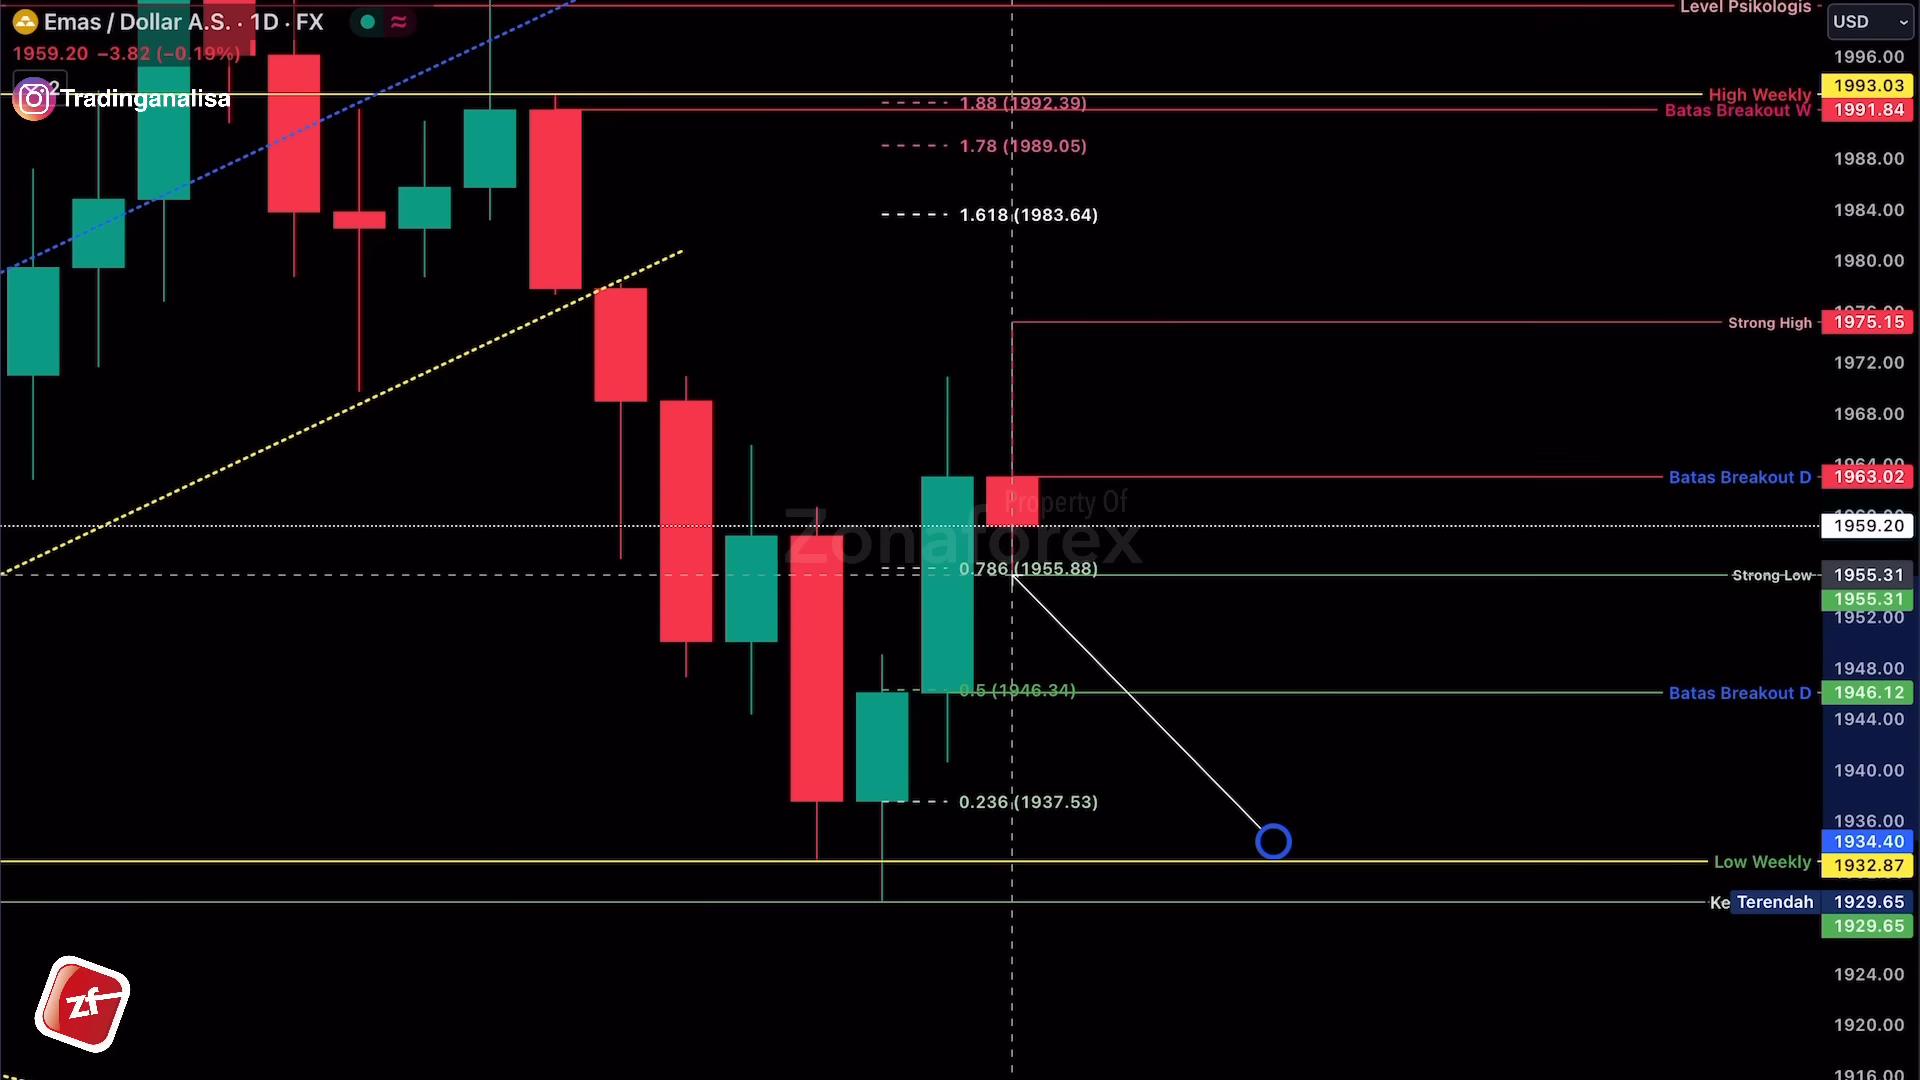 Emas / Dollar A.S. · 1D · FX
1959.20 −3.82 (−0.19%)
2
Tradinganalisa
Level Psikologis
USD
1996.00
High Weekly 1993.03
Batas Breakout W 1991.84
1.88 (1992.39)
1.78 (1989.05)
1988.00
1.618 (1983.64)
1984.00
1980.00
Strong High 1975.15
1972.00
1968.00
1964.00
Batas Breakout D 1963.02
Property Of
Zonaforex
1959.20
0.786 (1955.88)
Strong Low 1955.31
1955.31
1952.00
1948.00
0.5 (1946.34)
Batas Breakout D 1946.12
1944.00
1940.00
0.236 (1937.53)
1936.00
1934.40
Low Weekly 1932.87
Ke Terendah 1929.65
1929.65
zf
1924.00
1920.00
1916.00